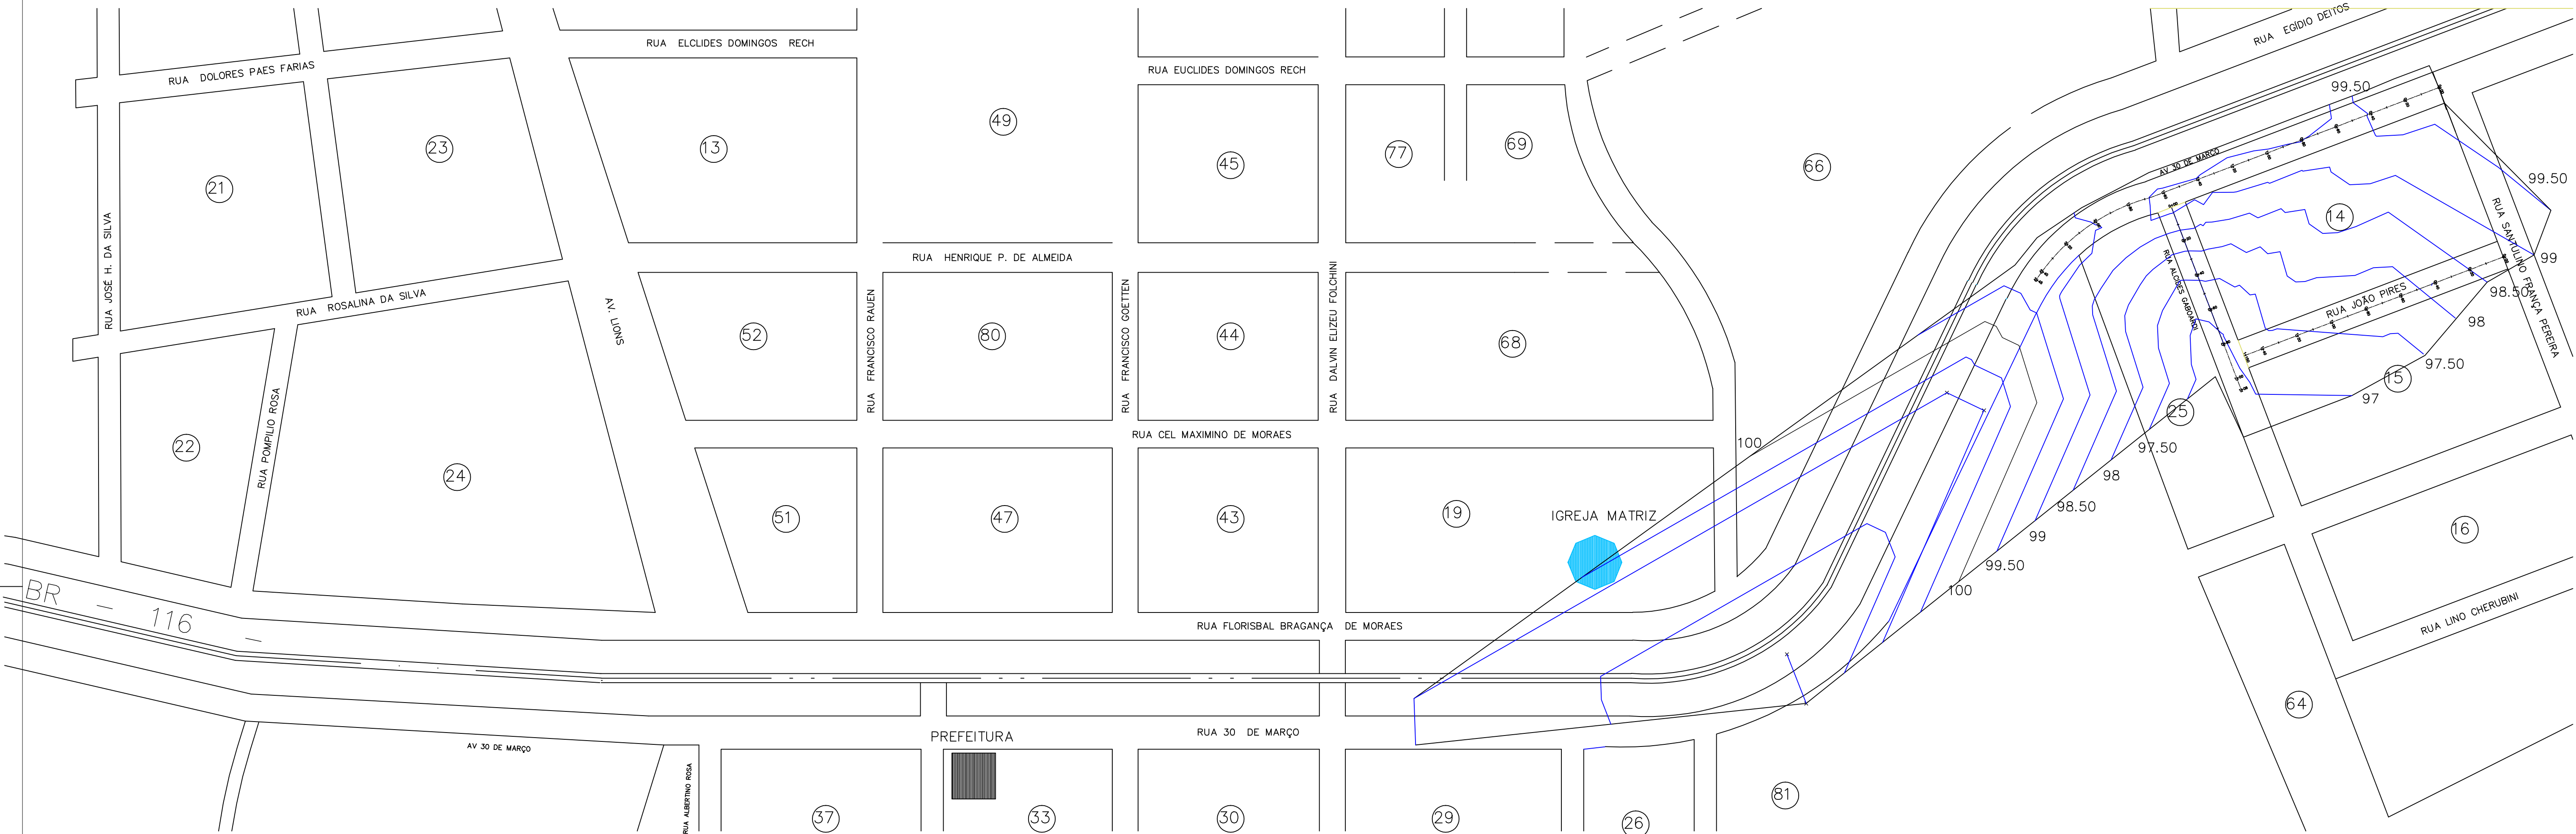 RUA EGÍDIO DEITOS
RUA ELCLIDES DOMINGOS RECH
RUA DOLORES PAES FARIAS
RUA EUCLIDES DOMINGOS RECH
99.50
49
23
13
45
77
69
66
AV 30 DE MARÇO
99.50
21
14
RUA JOSÉ H. DA SILVA
RUA SANTULINO FRANÇA PEREIRA
RUA HENRIQUE P. DE ALMEIDA
99
RUA ROSALINA DA SILVA
AV. LIONS
RUA FRANCISCO RAUEN
RUA FRANCISCO GOETTEN
RUA DALVIN ELIZEU FOLCHINI
RUA ALCIDES GABOARDI
RUA JOÃO PIRES
98.50
98
52
80
44
68
97.50
15
97
25
RUA POMPILIO ROSA
RUA CEL MAXIMINO DE MORAES
100
22
24
97.50
98
98.50
99
99.50
100
51
47
43
19
IGREJA MATRIZ
16
BR - 116 -
RUA FLORISBAL BRAGANÇA DE MORAES
RUA LINO CHERUBINI
64
PREFEITURA
RUA 30 DE MARÇO
AV 30 DE MARÇO
RUA ALBERTINO ROSA
37
33
30
29
26
81